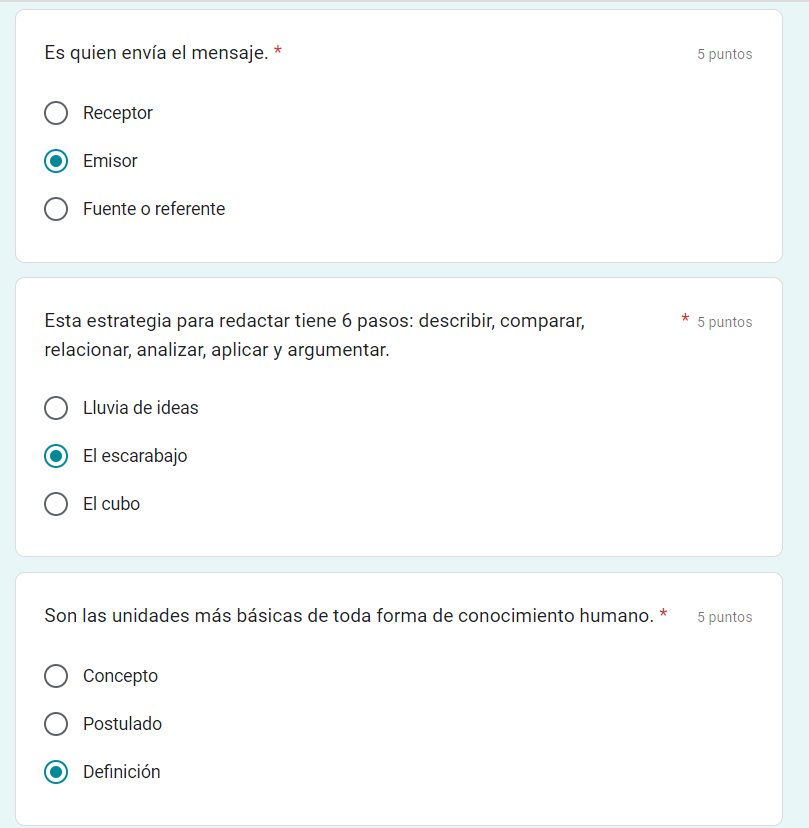 Es quien envía el mensaje. *
5 puntos
Receptor
Emisor
Fuente o referente
Esta estrategia para redactar tiene 6 pasos: describir, comparar,
relacionar, analizar, aplicar y argumentar.
* 5 puntos
Lluvia de ideas
El escarabajo
El cubo
Son las unidades más básicas de toda forma de conocimiento humano. *
5 puntos
Concepto
Postulado
Definición